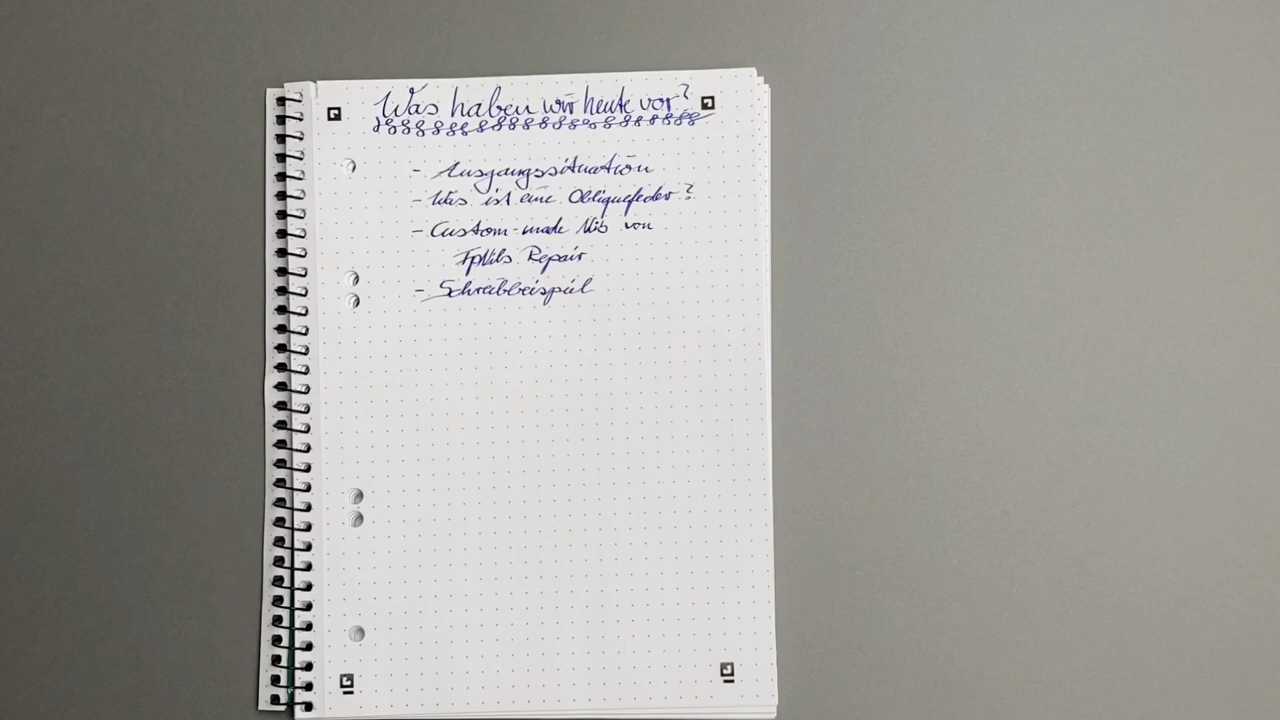 Was haben wir heute vor?
- Ausgangssituation
- Was ist eine Obliquefeder?
- Custom-made Nib von
FpNibs Repair
- Schreibbeispiel